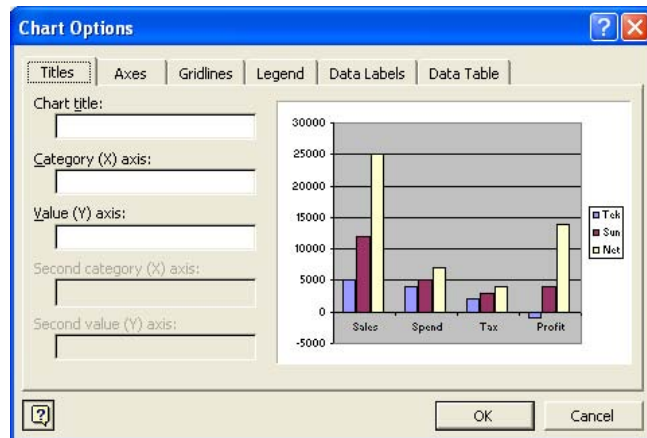 Chart Options
Titles Axes Gridlines Legend Data Labels Data Table
Chart title:
Category (X) axis:
Value (Y) axis:
Second category (X) axis:
Second value (Y) axis:
30000
25000
20000
15000
10000
5000
0
-5000
Sales Spend Tax Profit
Tek
Sun
Net
OK Cancel